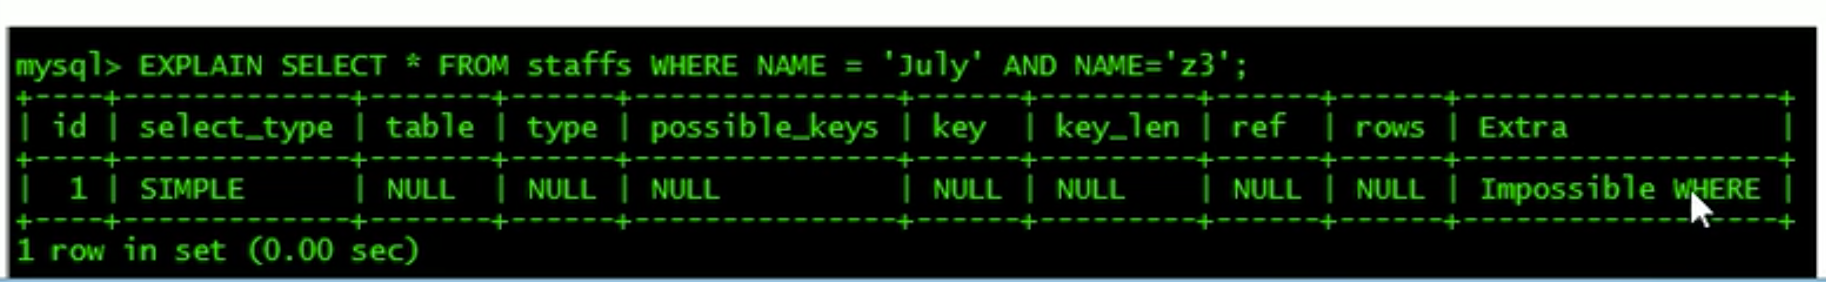 mysql> EXPLAIN SELECT * FROM staffs WHERE NAME = 'July' AND NAME='z3';
+----+-------------+-------+------+---------------+------+---------+------+------+------------------+
| id | select_type | table | type | possible_keys | key  | key_len | ref  | rows | Extra            |
+----+-------------+-------+------+---------------+------+---------+------+------+------------------+
|  1 | SIMPLE      | NULL  | NULL | NULL          | NULL | NULL    | NULL | NULL | Impossible WHERE |
+----+-------------+-------+------+---------------+------+---------+------+------+------------------+
1 row in set (0.00 sec)